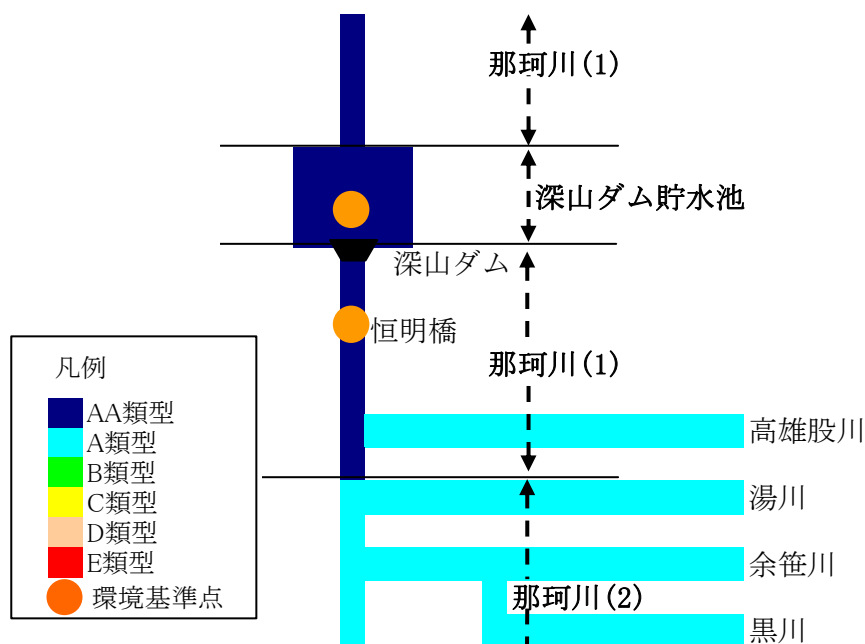 那珂川(1)
深山ダム貯水池
深山ダム
恒明橋
那珂川(1)
高雄股川
湯川
余笹川
那珂川(2)
黒川
凡例
AA類型
A類型
B類型
C類型
D類型
E類型
環境基準点